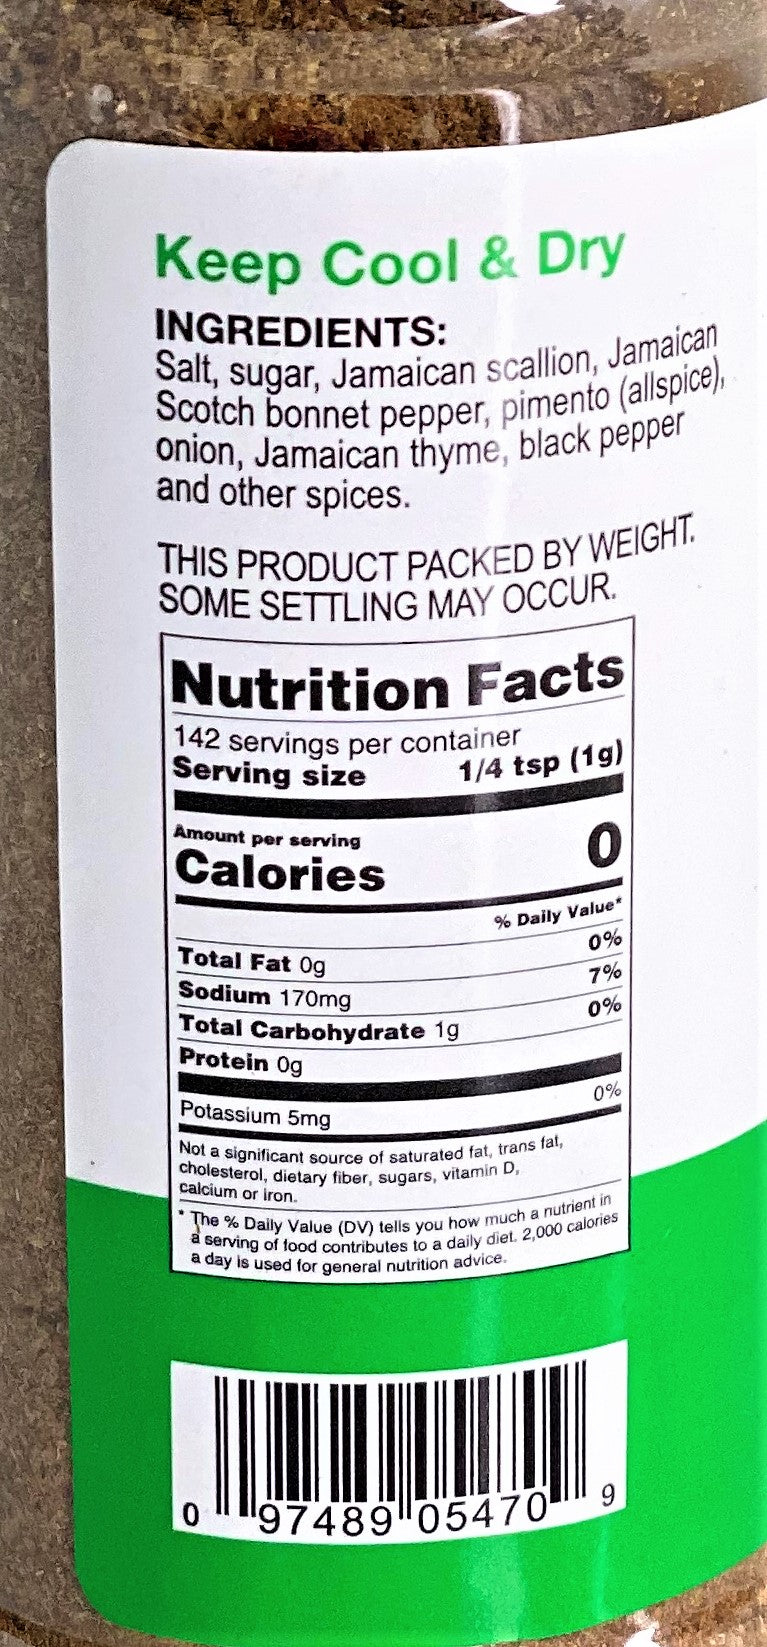 Keep Cool & Dry
INGREDIENTS:
Salt, sugar, Jamaican scallion, Jamaican
Scotch bonnet pepper, pimento (allspice),
onion, Jamaican thyme, black pepper
and other spices.
THIS PRODUCT PACKED BY WEIGHT.
SOME SETTLING MAY OCCUR.
Nutrition Facts
142 servings per container
Serving size 1/4 tsp (1g)
Amount per serving
Calories 0
% Daily Value*
Total Fat 0g 0%
Sodium 170mg 7%
Total Carbohydrate 1g 0%
Protein 0g
Potassium 5mg 0%
Not a significant source of saturated fat, trans fat,
cholesterol, dietary fiber, sugars, vitamin D,
calcium or iron.
* The % Daily Value (DV) tells you how much a nutrient in
a serving of food contributes to a daily diet. 2,000 calories
a day is used for general nutrition advice.
0 97489 05470 9